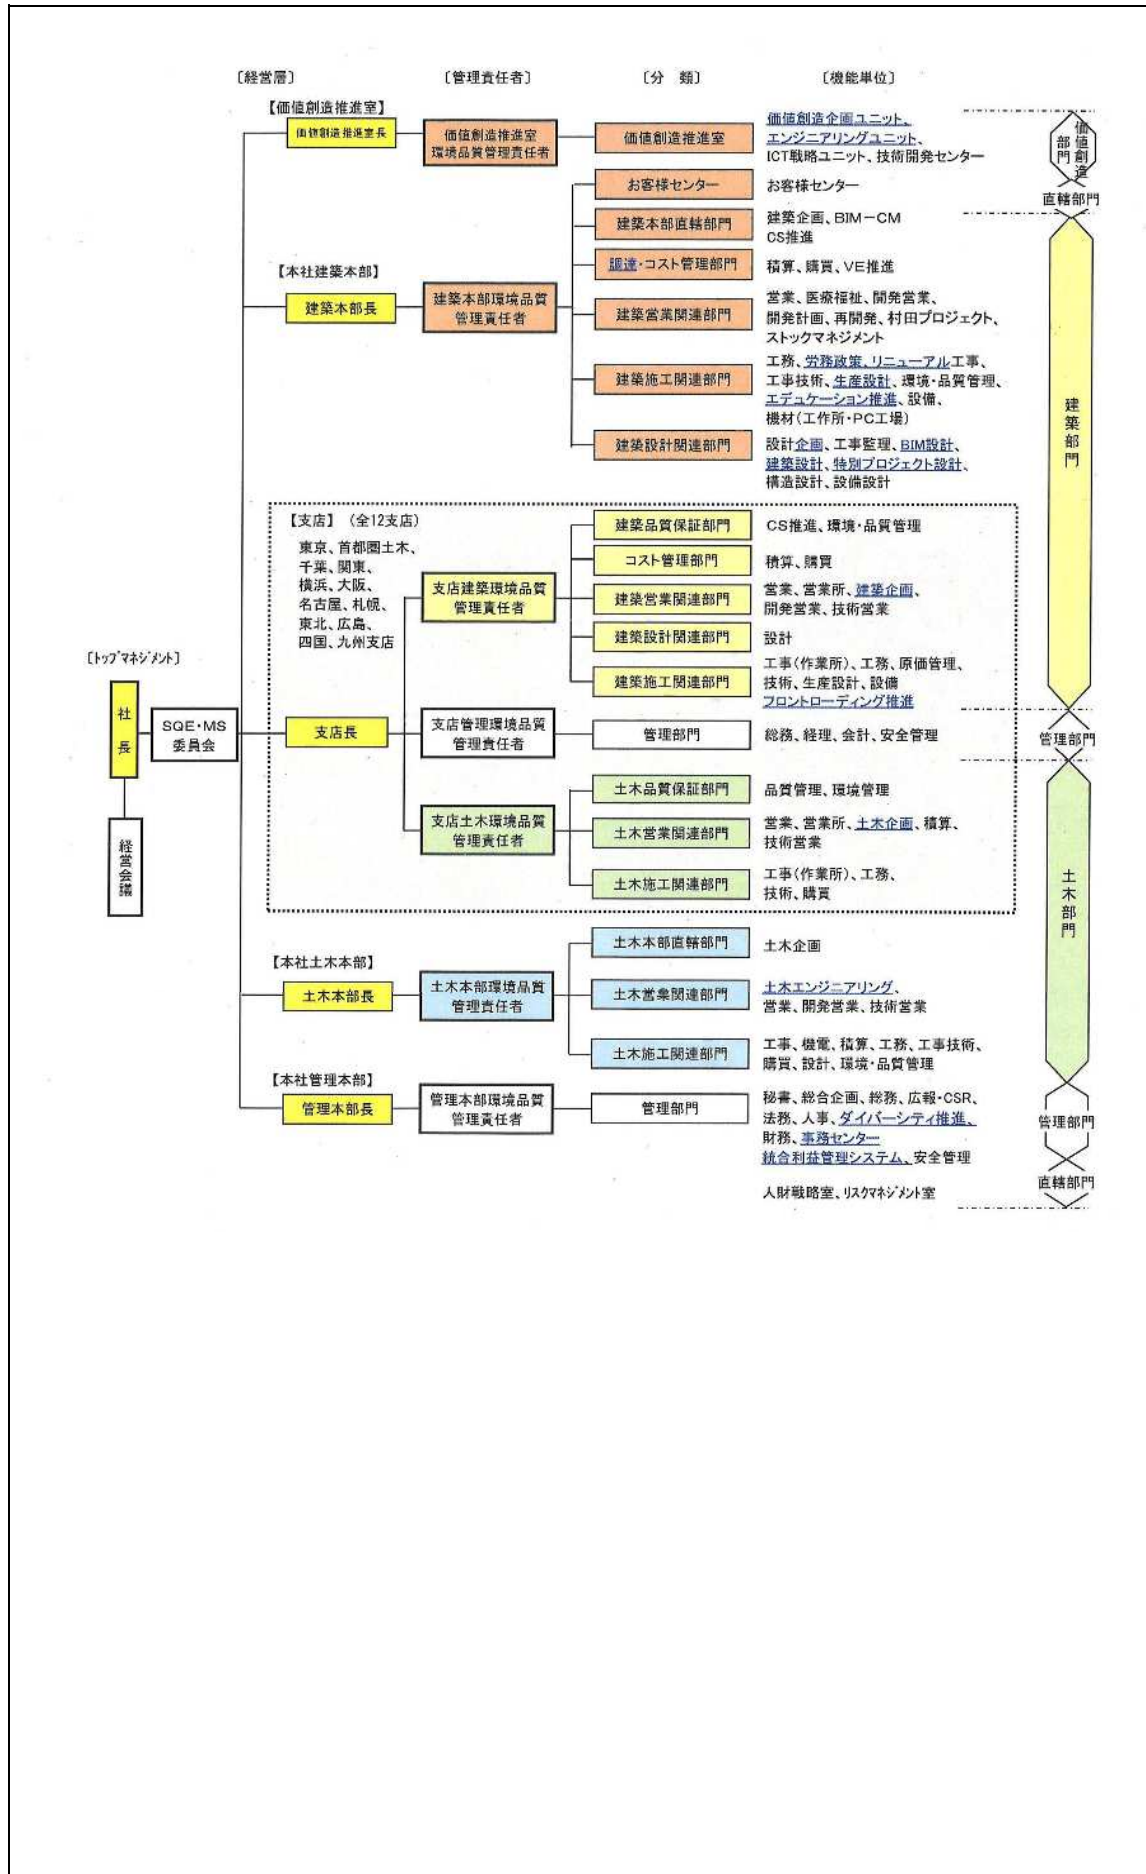 〔経営層〕 〔管理責任者〕 〔分 類〕 〔機能単位〕
【価値創造推進室】
価値創造推進室長
価値創造推進室
環境品質管理責任者
価値創造推進室
価値創造企画ユニット、
エンジニアリングユニット、
ICT戦略ユニット、技術開発センター
お客様センター
お客様センター
建築本部直轄部門
建築企画、BIM－CM
CS推進
調達・コスト管理部門
積算、購買、VE推進
【本社建築本部】
建築本部長
建築本部環境品質
管理責任者
建築営業関連部門
営業、医療福祉、開発営業、
開発計画、再開発、村田プロジェクト、
ストックマネジメント
建築施工関連部門
工務、労務政策、リニューアル工事、
工事技術、生産設計、環境・品質管理、
エデュケーション推進、設備、
機材(工作所・PC工場)
建築設計関連部門
設計企画、工事監理、BIM設計、
建築設計、特別プロジェクト設計、
構造設計、設備設計
【支店】 (全12支店)
東京、首都圏土木、
千葉、関東、
横浜、大阪、
名古屋、札幌、
東北、広島、
四国、九州支店
支店建築環境品質
管理責任者
建築品質保証部門
CS推進、環境・品質管理
コスト管理部門
積算、購買
建築営業関連部門
営業、営業所、建築企画、
開発営業、技術営業
建築設計関連部門
設計
建築施工関連部門
工事(作業所)、工務、原価管理、
技術、生産設計、設備
フロントローディング推進
〔トップマネジメント〕
社長
SQE・MS
委員会
経営会議
支店長
支店管理環境品質
管理責任者
管理部門
総務、経理、会計、安全管理
支店土木環境品質
管理責任者
土木品質保証部門
品質管理、環境管理
土木営業関連部門
営業、営業所、土木企画、積算、
技術営業
土木施工関連部門
工事(作業所)、工務、
技術、購買
【本社土木本部】
土木本部長
土木本部環境品質
管理責任者
土木本部直轄部門
土木企画
土木営業関連部門
土木エンジニアリング、
営業、開発営業、技術営業
土木施工関連部門
工事、機電、積算、工務、工事技術、
購買、設計、環境・品質管理
【本社管理本部】
管理本部長
管理本部環境品質
管理責任者
管理部門
秘書、総合企画、総務、広報・CSR、
法務、人事、ダイバーシティ推進、
財務、事務センター
統合利益管理システム、安全管理
人財戦略室、リスクマネジメント室
価値創造
部門
直轄部門
建築部門
管理部門
土木部門
管理部門
直轄部門